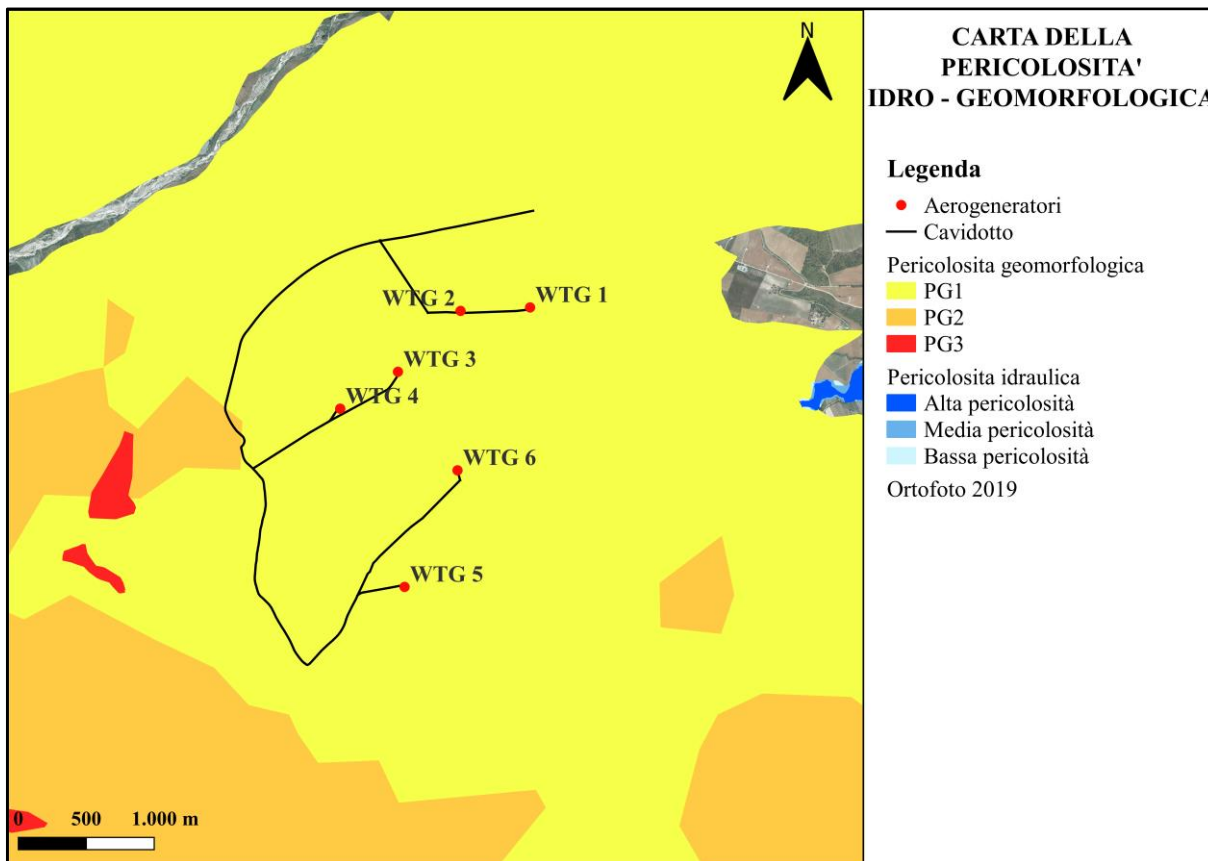 N
WTG 2
WTG 1
WTG 3
WTG 4
WTG 6
WTG 5
0 500 1.000 m
CARTA DELLA
PERICOLOSITA'
IDRO - GEOMORFOLOGICA
Legenda
Aerogeneratori
Cavidotto
Pericolosita geomorfologica
PG1
PG2
PG3
Pericolosita idraulica
Alta pericolosità
Media pericolosità
Bassa pericolosità
Ortofoto 2019